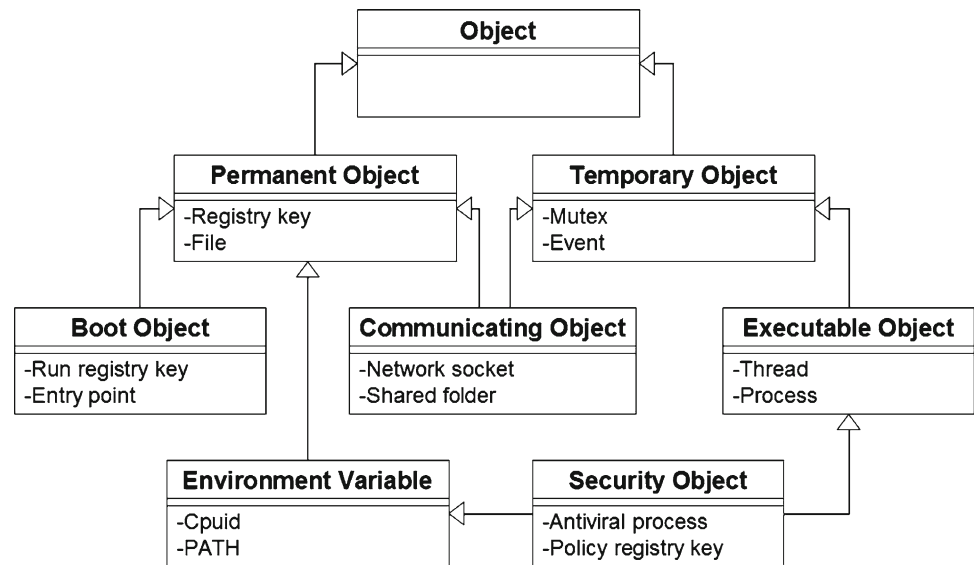 Object
Permanent Object
-Registry key
-File
Temporary Object
-Mutex
-Event
Boot Object
-Run registry key
-Entry point
Communicating Object
-Network socket
-Shared folder
Executable Object
-Thread
-Process
Environment Variable
-Cpuid
-PATH
Security Object
-Antiviral process
-Policy registry key